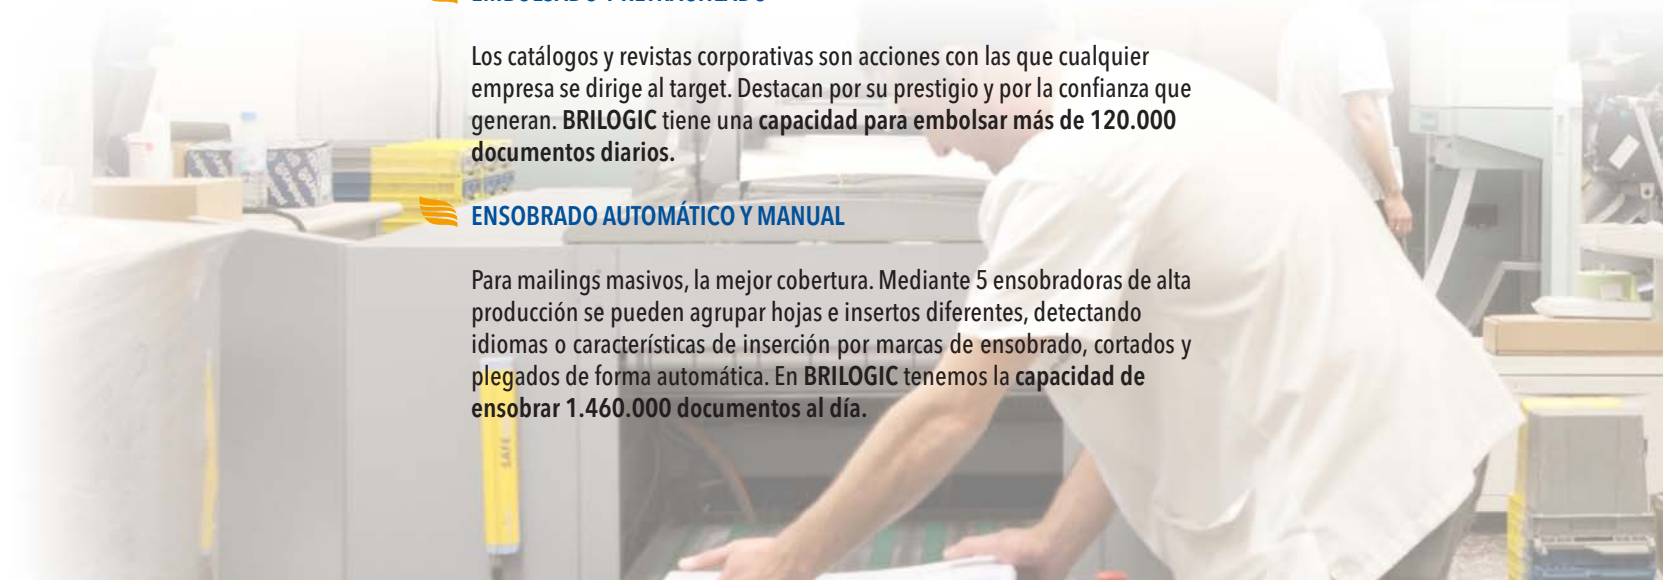 EMBOLSADO Y RETRACTILADO
Los catálogos y revistas corporativas son acciones con las que cualquier
empresa se dirige al target. Destacan por su prestigio y por la confianza que
generan. BRILOGIC tiene una capacidad para embolsar más de 120.000
documentos diarios.
ENSOBRADO AUTOMÁTICO Y MANUAL
Para mailings masivos, la mejor cobertura. Mediante 5 ensobradoras de alta
producción se pueden agrupar hojas e insertos diferentes, detectando
idiomas o características de inserción por marcas de ensobrado, cortados y
plegados de forma automática. En BRILOGIC tenemos la capacidad de
ensobrar 1.460.000 documentos al día.
SAFE